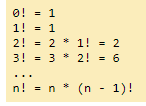 0! = 1
1! = 1
2! = 2 * 1! = 2
3! = 3 * 2! = 6
...
n! = n * (n - 1)!